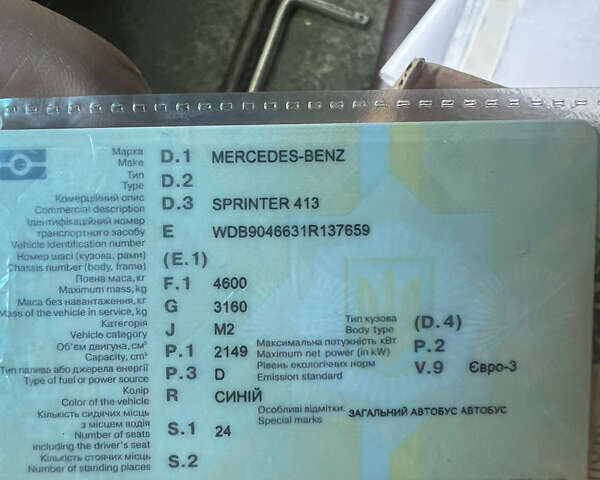 Марка
Make
D.1 MERCEDES-BENZ
Тип
Type
D.2
Комерційний опис
Commercial description
D.3 SPRINTER 413
Ідентифікаційний номер
транспортного засобу
Vehicle identification number
E WDB9046631R137659
Номер шасі (кузова, рами)
Chassis number (body, frame)
(E.1)
Повна маса, кг
Maximum mass, kg
F.1 4600
Маса без навантаження, кг
Mass of the vehicle in service, kg
G 3160
Категорія
Vehicle category
J M2
Тип кузова
Body type
(D.4)
Об'єм двигуна, см³
Capacity, cm³
P.1 2149
Максимальна потужність кВт
Maximum net power (in kW)
P.2
Тип палива або джерела енергії
Type of fuel or power source
P.3 D
Рівень екологічних норм
Emission standard
V.9 Євро-3
Колір
Color of the vehicle
R СИНІЙ
Особливі відмітки:
Special marks
ЗАГАЛЬНИЙ АВТОБУС АВТОБУС
Кількість сидячих місць
з місцем водія
Number of seats
including the driver's seat
S.1 24
Кількість стоячих місць
Number of standing places
S.2